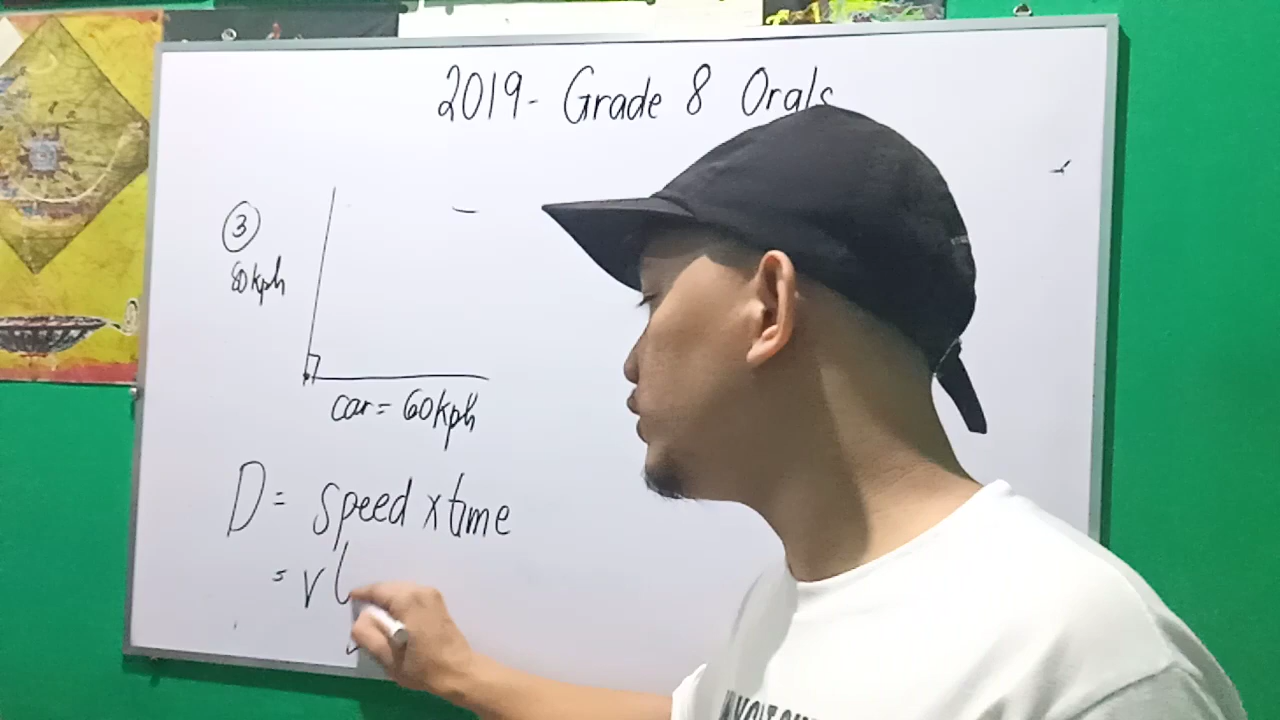 2019- Grade 8 Orals
3
80kph
car = 60kph
D = speed x time
= v